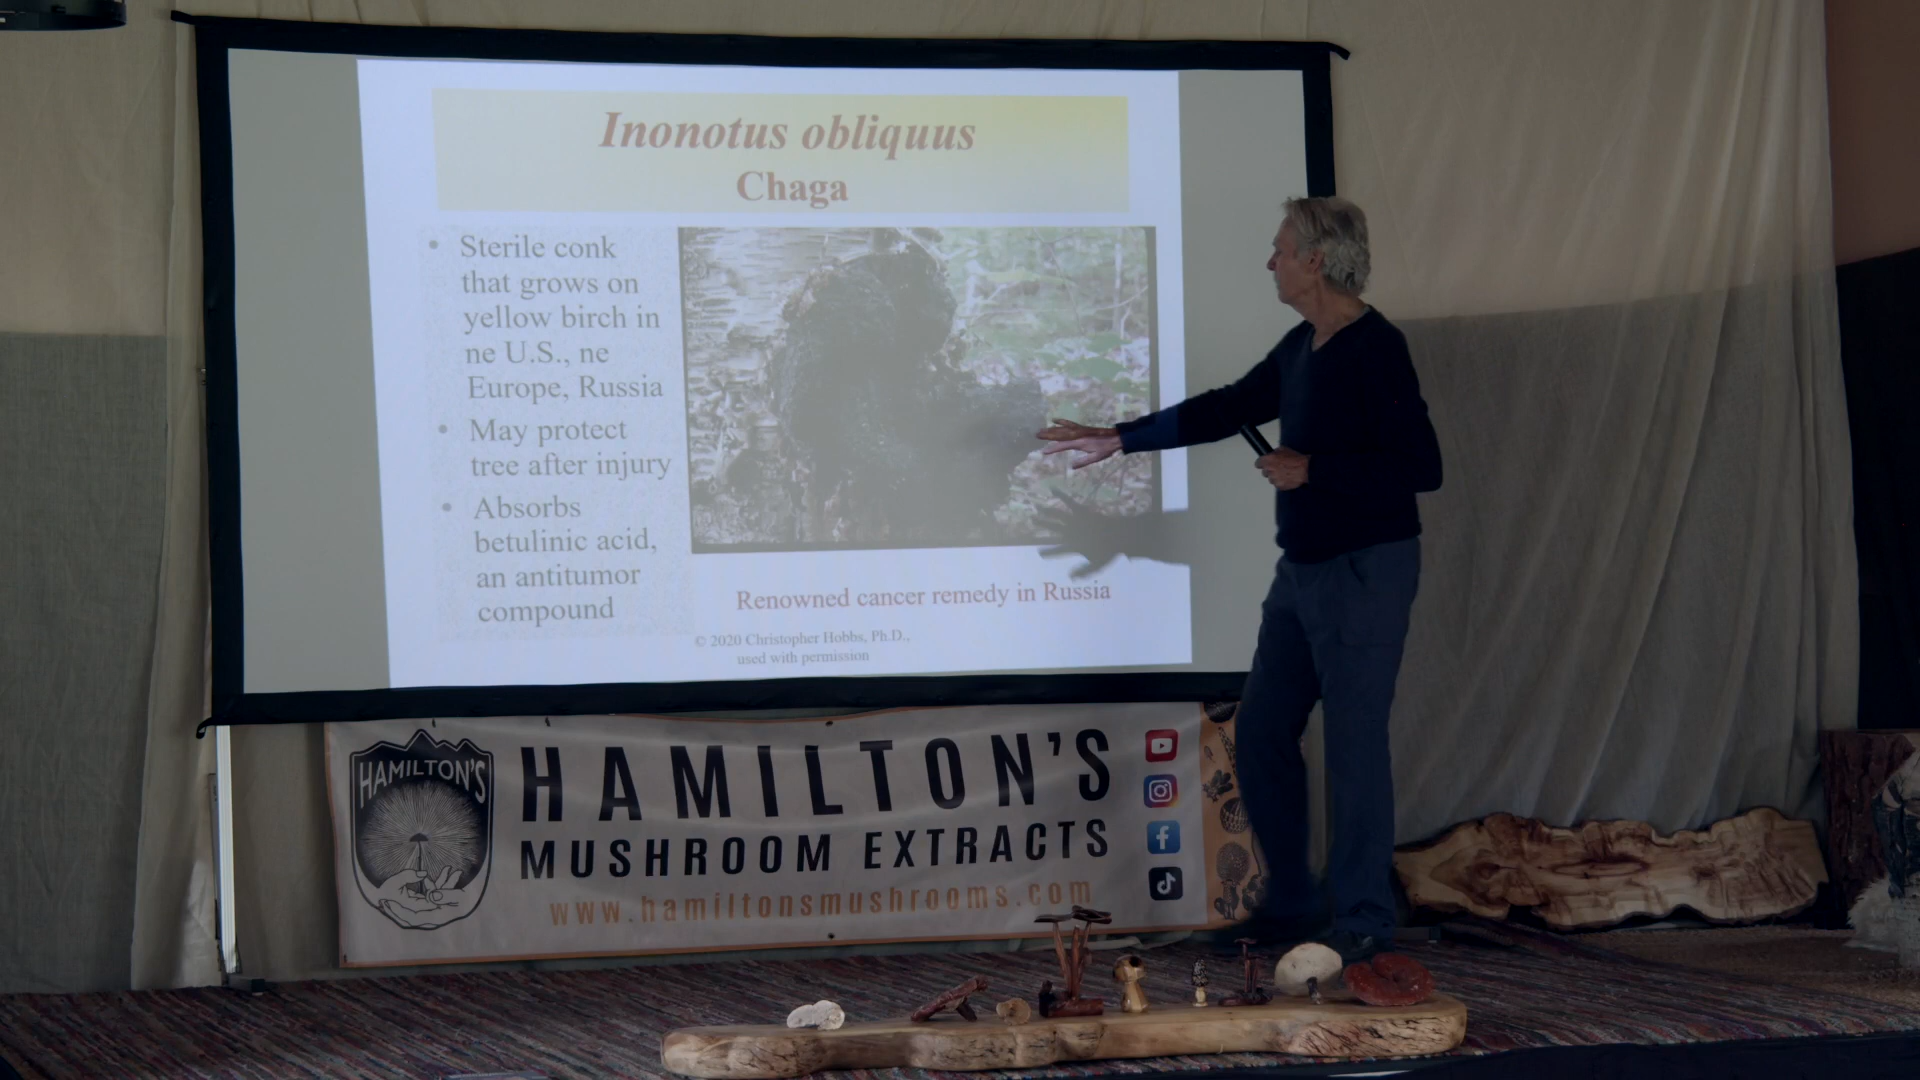 Inonotus obliquus
Chaga
• Sterile conk
that grows on
yellow birch in
ne U.S., ne
Europe, Russia
• May protect
tree after injury
• Absorbs
betulinic acid,
an antitumor
compound
Renowned cancer remedy in Russia
© 2020 Christopher Hobbs, Ph.D.,
used with permission
HAMILTON'S
HAMILTON'S
MUSHROOM EXTRACTS
www.hamiltonsmushrooms.com